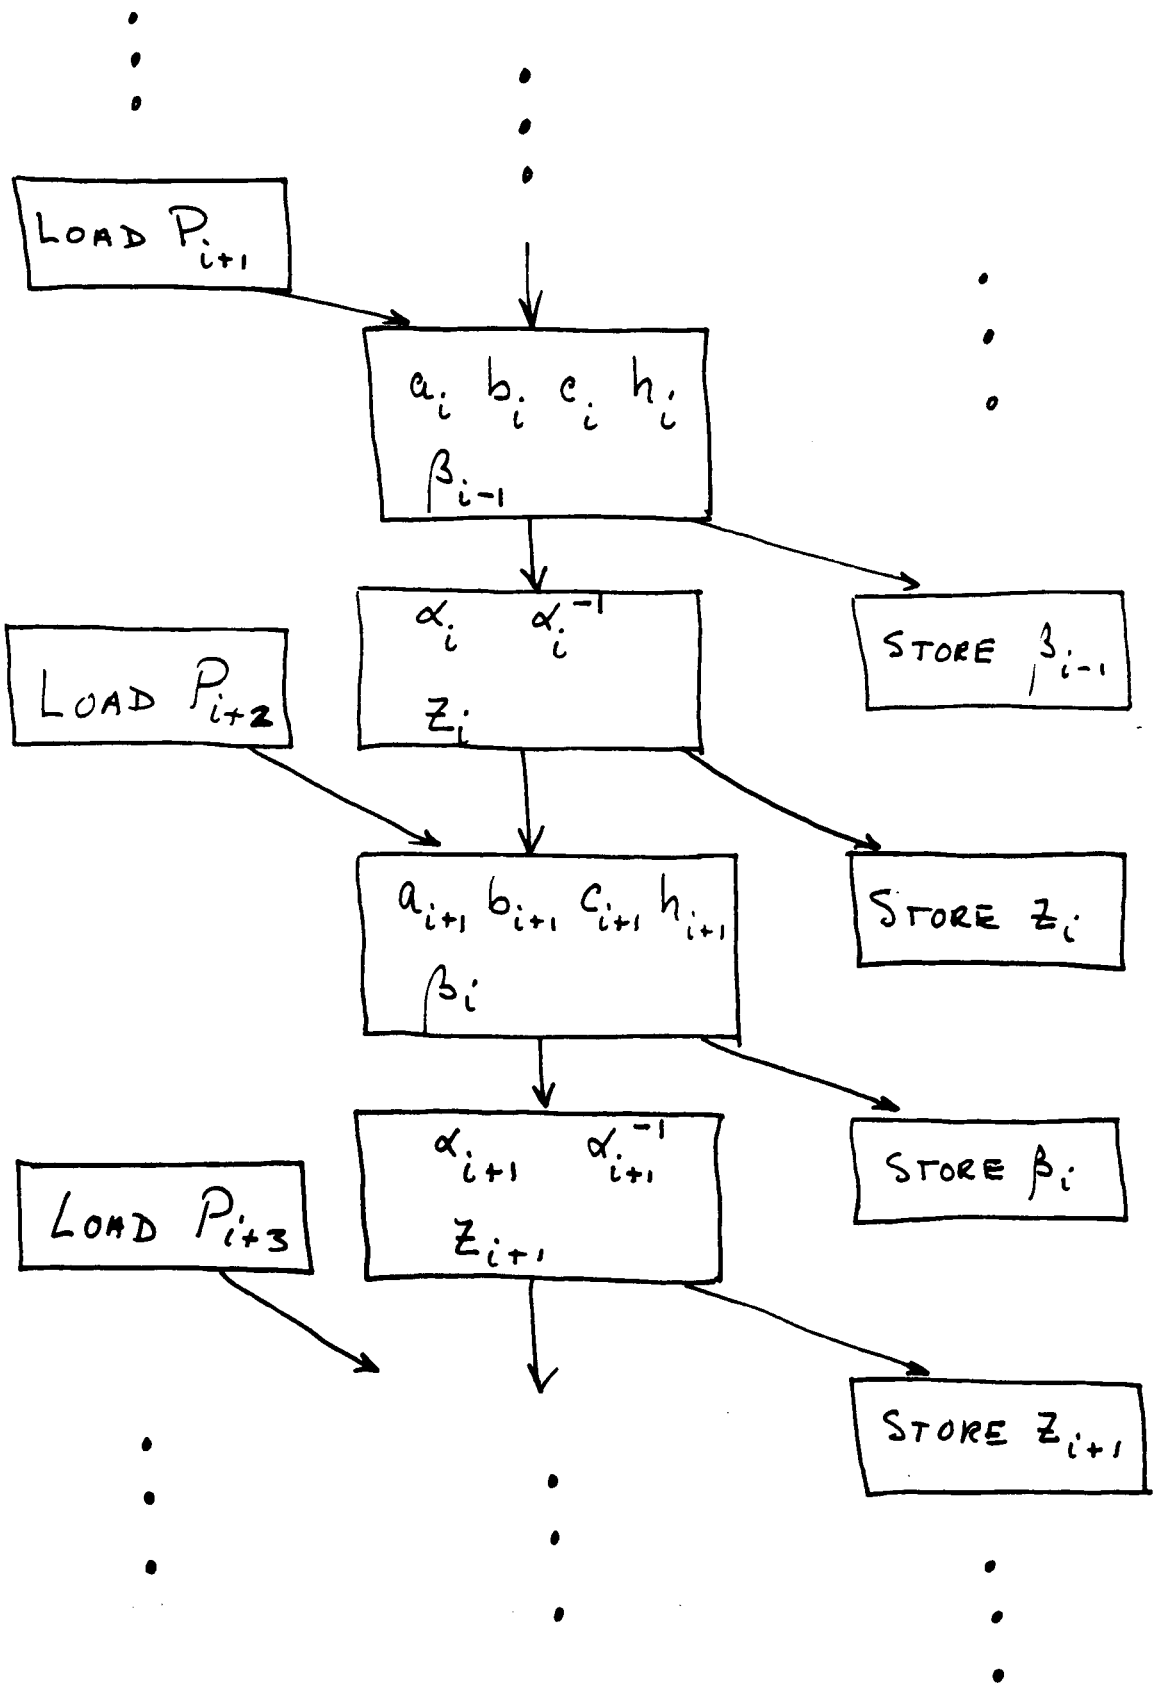 LOAD P_{i+1}
a_i b_i c_i h_i
β_{i-1}
α_i α_i^{-1}
z_i
STORE β_{i-1}
LOAD P_{i+2}
a_{i+1} b_{i+1} c_{i+1} h_{i+1}
β_i
STORE z_i
α_{i+1} α_{i+1}^{-1}
z_{i+1}
STORE β_i
LOAD P_{i+3}
STORE z_{i+1}